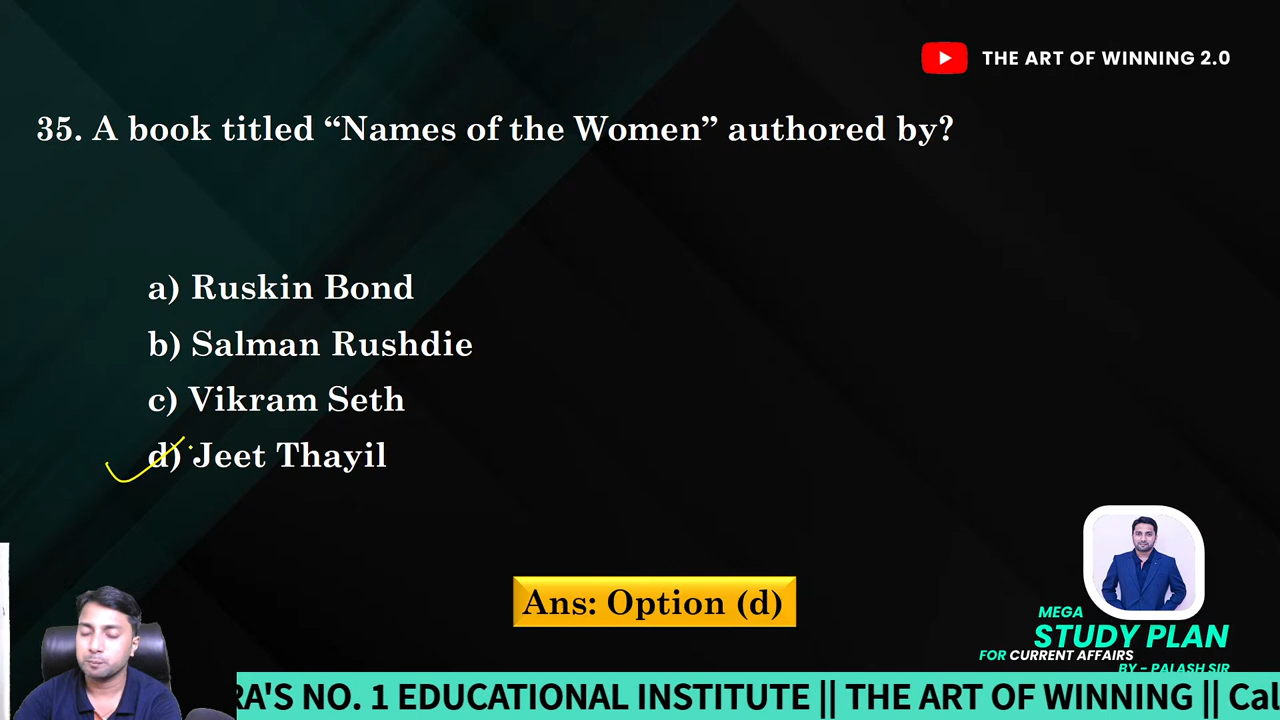 THE ART OF WINNING 2.0
35. A book titled “Names of the Women” authored by?
a) Ruskin Bond
b) Salman Rushdie
c) Vikram Seth
d) Jeet Thayil
Ans: Option (d)
MEGA
STUDY PLAN
FOR CURRENT AFFAIRS
BY - PALASH SIR
RA'S NO. 1 EDUCATIONAL INSTITUTE || THE ART OF WINNING || Cal